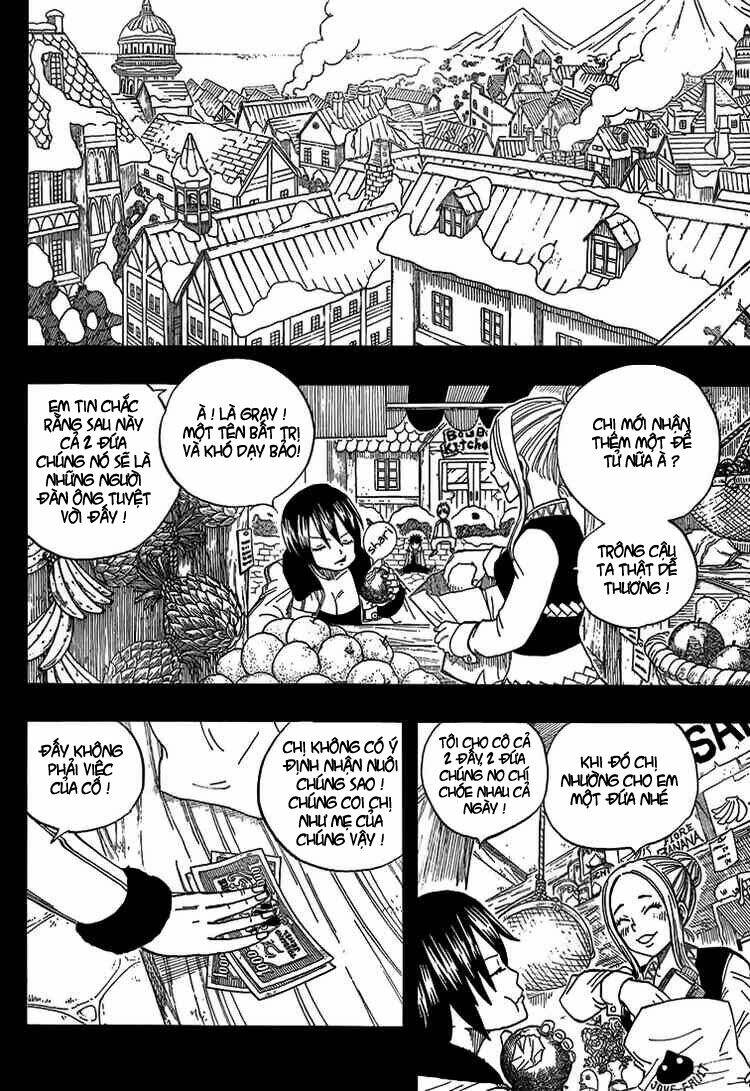 CHỊ MỚI NHẬN
THÊM MỘT ĐỆ
TỬ NỮA À ?
TRÔNG CẬU
TA THẬT DỄ
THƯƠNG !
À ! LÀ GRAY !
MỘT TÊN BẤT TRỊ
VÀ KHÓ DẠY BẢO!
EM TIN CHẮC
RẰNG SAU NÀY
CẢ 2 ĐỨA
CHÚNG NÓ SẼ LÀ
NHỮNG NGƯỜI
ĐÀN ÔNG TUYỆT
VỜI ĐẤY !
KHI ĐÓ CHỊ
NHƯỜNG CHO EM
MỘT ĐỨA NHÉ
TÔI CHO CÔ CẢ
2 ĐẤY, 2 ĐỨA
CHÚNG NO CHÍ
CHÓE NHAU CẢ
NGÀY !
BANANA
CHỊ KHÔNG CÓ Ý
ĐỊNH NHẬN NUÔI
CHÚNG SAO !
CHÚNG COI CHỊ
NHƯ MẸ CỦA
CHÚNG VẬY !
ĐẤY KHÔNG
PHẢI VIỆC
CỦA CÔ !